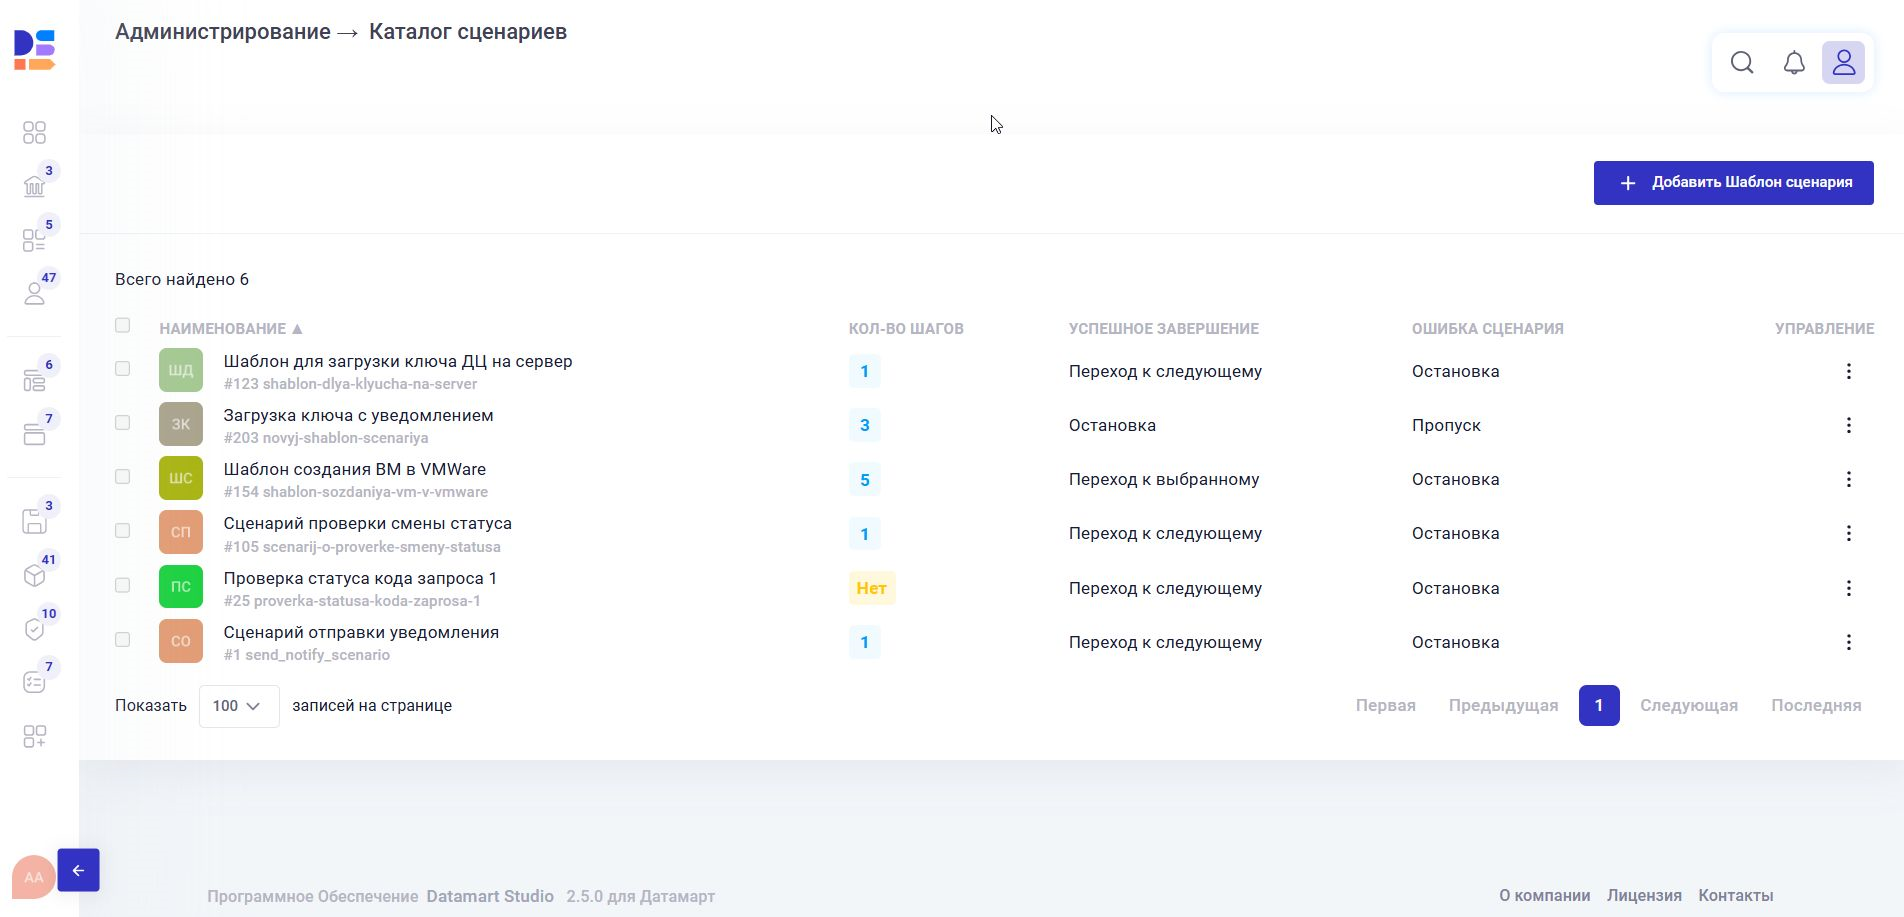 Администрирование → Каталог сценариев
3
5
47
6
7
3
41
10
7
AA
+ Добавить Шаблон сценария
Всего найдено 6
НАИМЕНОВАНИЕ ▲ КОЛ-ВО ШАГОВ УСПЕШНОЕ ЗАВЕРШЕНИЕ ОШИБКА СЦЕНАРИЯ УПРАВЛЕНИЕ
ШД Шаблон для загрузки ключа ДЦ на сервер 1 Переход к следующему Остановка
#123 shablon-dlya-klyucha-na-server
ЗК Загрузка ключа с уведомлением 3 Остановка Пропуск
#203 novyj-shablon-scenariya
ШС Шаблон создания ВМ в VMWare 5 Переход к выбранному Остановка
#154 shablon-sozdaniya-vm-v-vmware
СП Сценарий проверки смены статуса 1 Переход к следующему Остановка
#105 scenarij-o-proverke-smeny-statusa
ПС Проверка статуса кода запроса 1 Нет Переход к следующему Остановка
#25 proverka-statusa-koda-zaprosa-1
СО Сценарий отправки уведомления 1 Переход к следующему Остановка
#1 send_notify_scenario
Показать 100 записей на странице Первая Предыдущая 1 Следующая Последняя
Программное Обеспечение Datamart Studio 2.5.0 для Датамарт О компании Лицензия Контакты